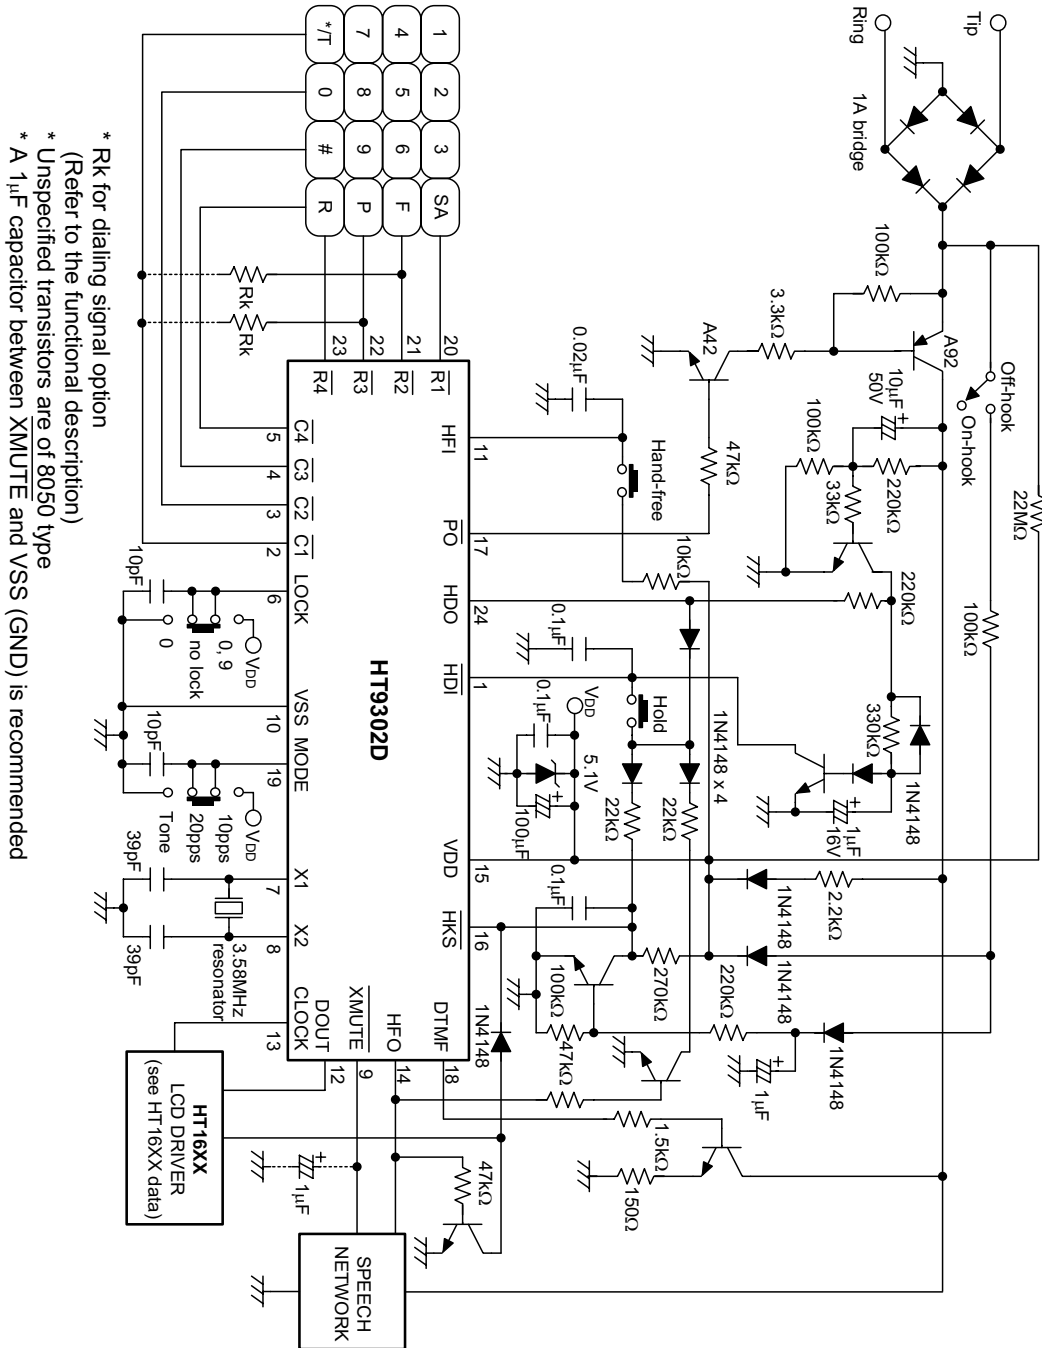 Tip
Ring
1A bridge
22MΩ
Off-hook
On-hook
100kΩ
100kΩ
A92
3.3kΩ
A42
10µF
50V
+
100kΩ
220kΩ
33kΩ
220kΩ
330kΩ
1N4148
+
1µF
16V
47kΩ
0.02µF
Hand-free
10kΩ
0.1µF
Hold
1N4148 x 4
22kΩ
22kΩ
VDD
0.1µF
5.1V
+
100µF
1N4148
2.2kΩ
1N4148
1N4148
0.1µF
270kΩ
220kΩ
100kΩ
47kΩ
+
1µF
1N4148
1.5kΩ
150Ω
1 2 3 SA
4 5 6 F
7 8 9 P
*/T 0 # R
Rk
Rk
20 21 22 23
R1 R2 R3 R4
HFI
11
PO
17
HDO
24
HDI
1
VDD
15
HKS
16
DTMF
18
HFO
14
XMUTE
9
DOUT
12
CLOCK
13
HT9302D
C4
5
C3
4
C2
3
C1
2
LOCK
6
VSS
10
MODE
19
X1
7
X2
8
10pF
VDD
0, 9
no lock
0
10pF
VDD
10pps
20pps
Tone
39pF
39pF
3.58MHz
resonator
47kΩ
+
1µF
HT16XX
LCD DRIVER
(see HT16XX data)
SPEECH
NETWORK
* Rk for dialing signal option
(Refer to the functional description)
* Unspecified transistors are of 8050 type
* A 1µF capacitor between XMUTE and VSS (GND) is recommended